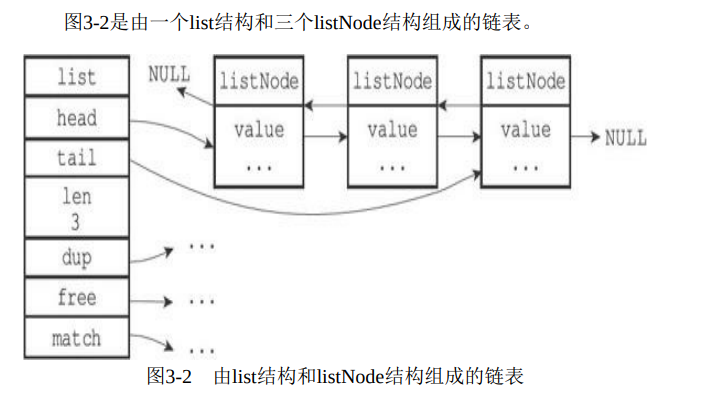 图3-2是由一个list结构和三个listNode结构组成的链表。
list
head
tail
len
3
dup
free
match
NULL
listNode
value
...
listNode
value
...
listNode
value
...
NULL
...
...
...
图3-2 由list结构和listNode结构组成的链表